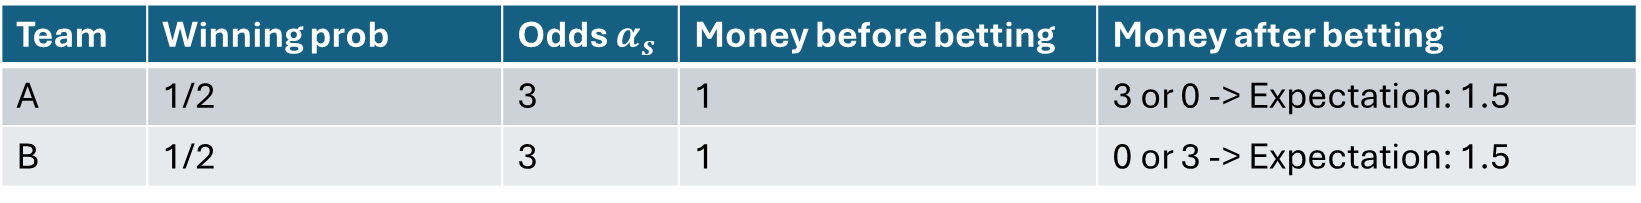 Team Winning prob Odds αₛ Money before betting Money after betting
A 1/2 3 1 3 or 0 -> Expectation: 1.5
B 1/2 3 1 0 or 3 -> Expectation: 1.5